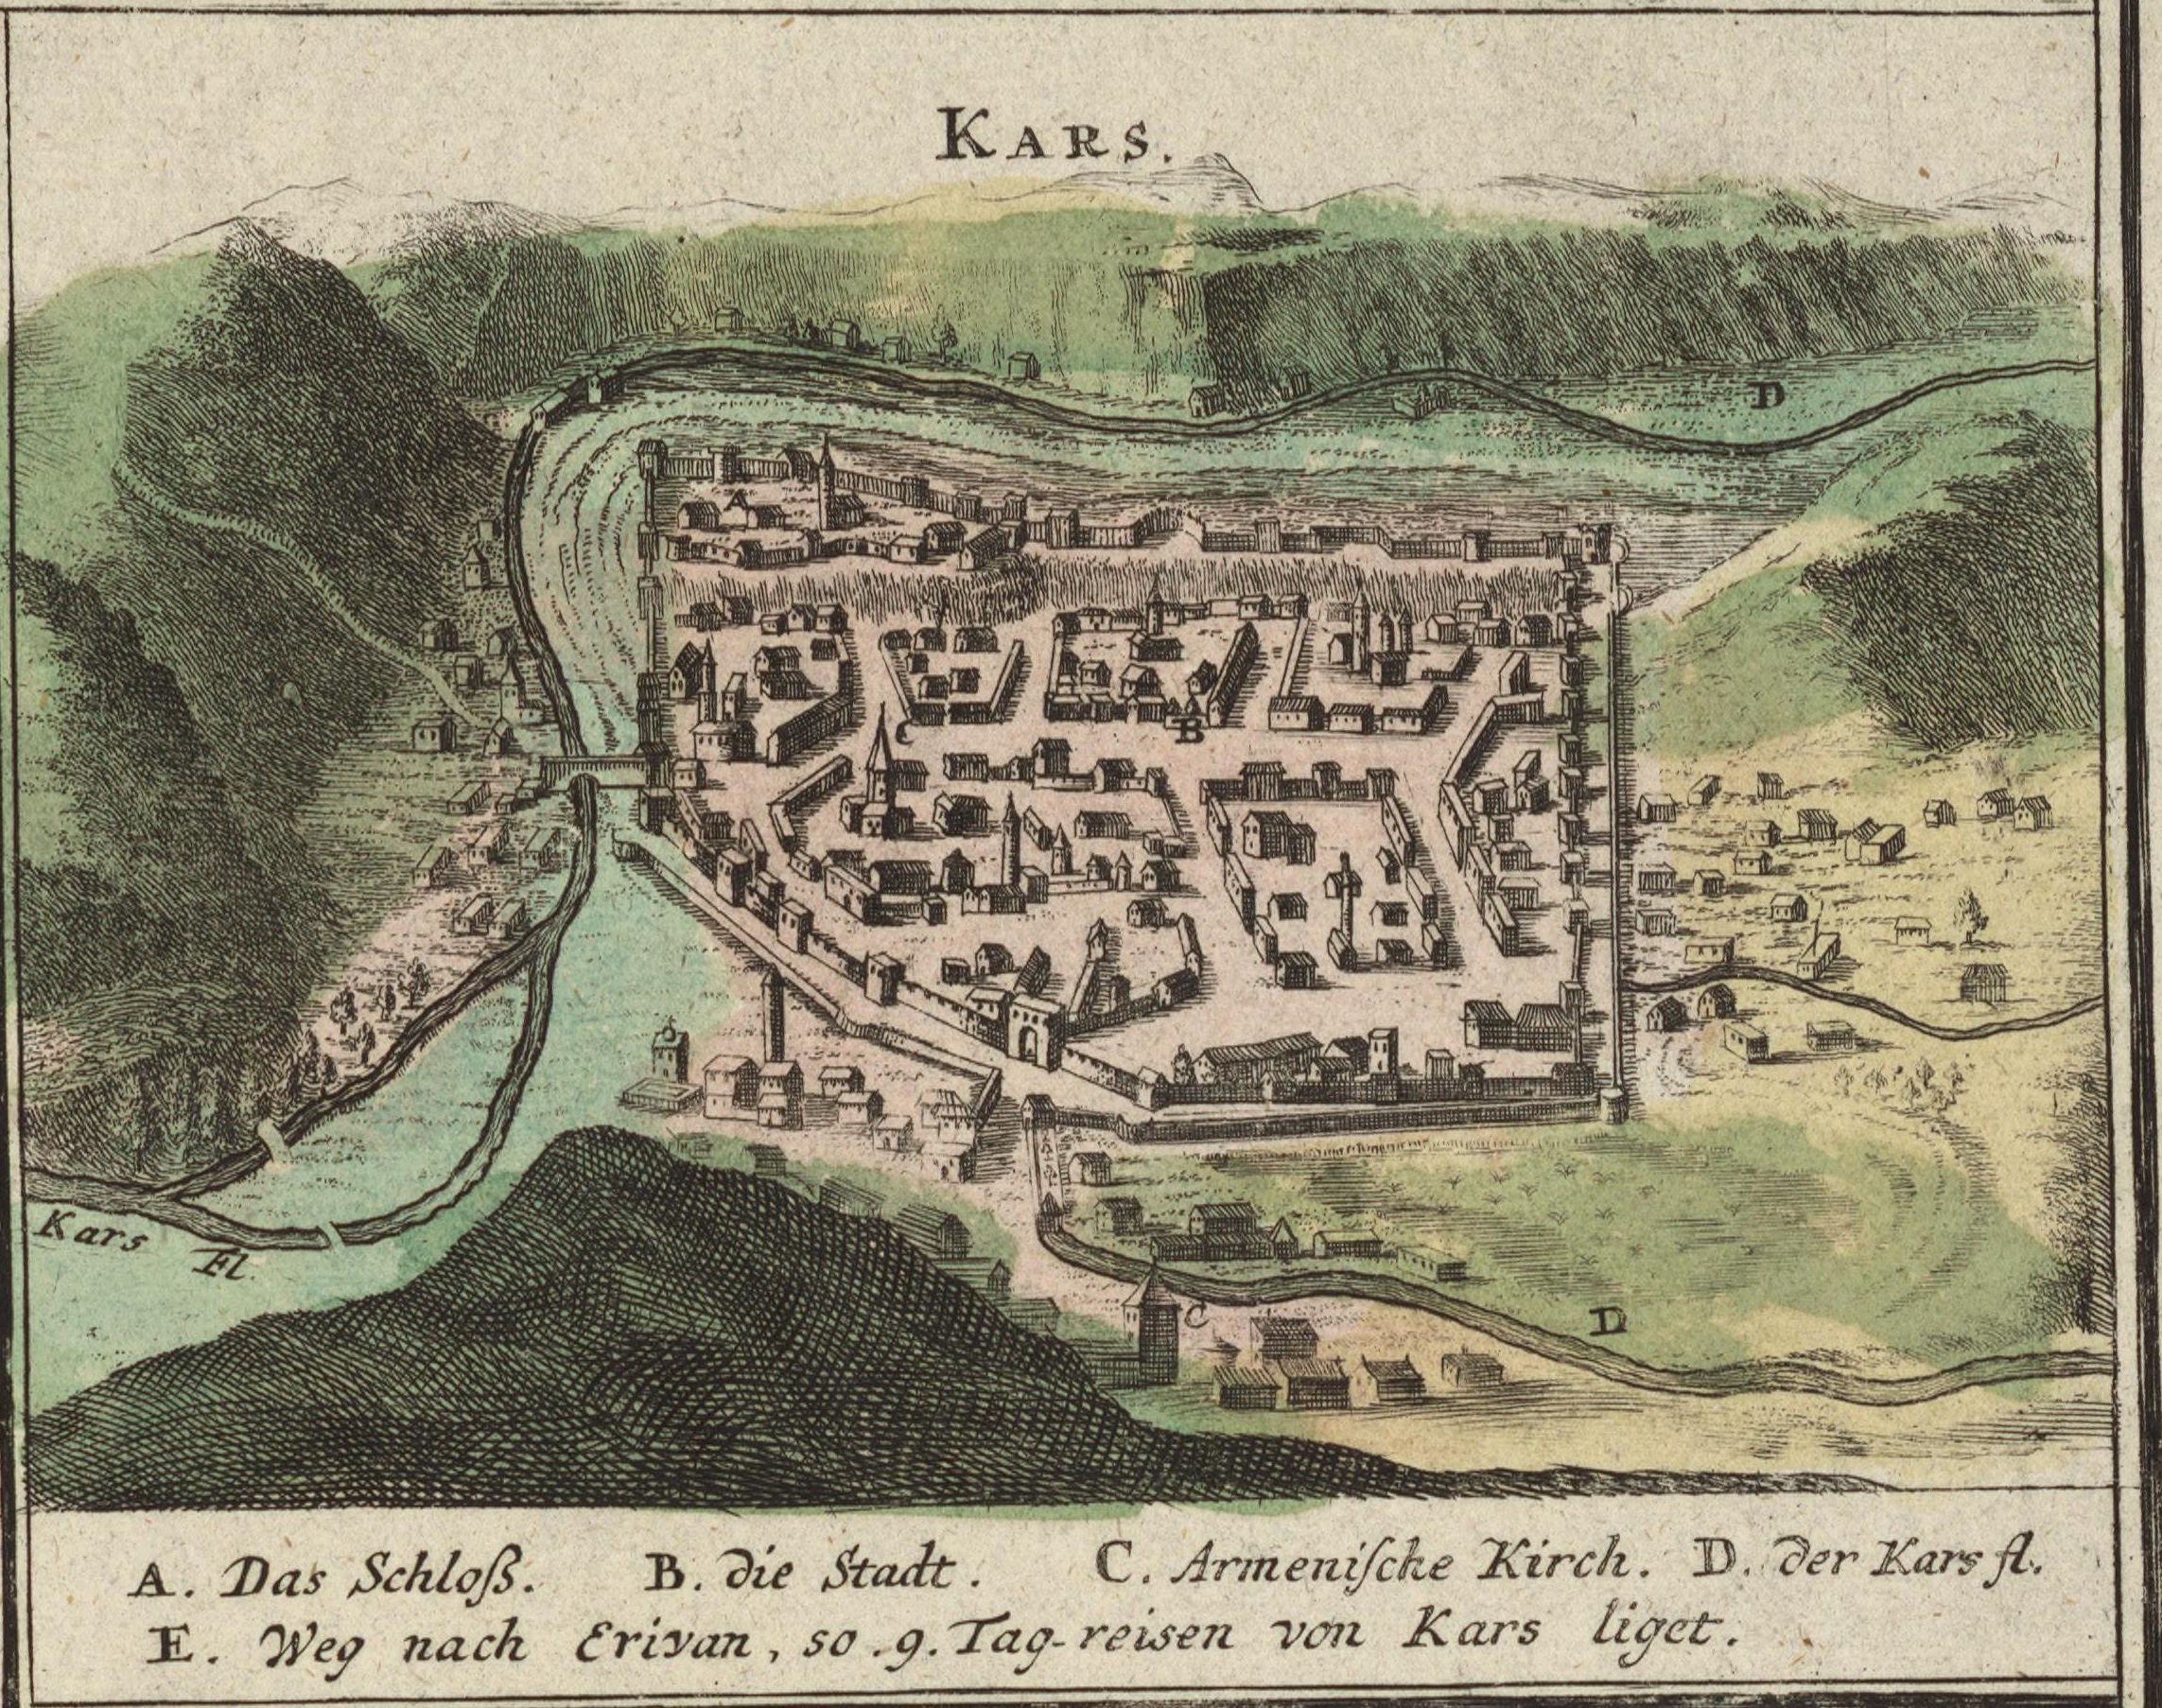 KARS.
D
A
C
B
Kars Fl.
C
D
A. Das Schloß. B. die Stadt. C. Armenische Kirch. D. der Kars fl.
E. Weg nach Erivan, so .9. Tag-reisen von Kars liget.